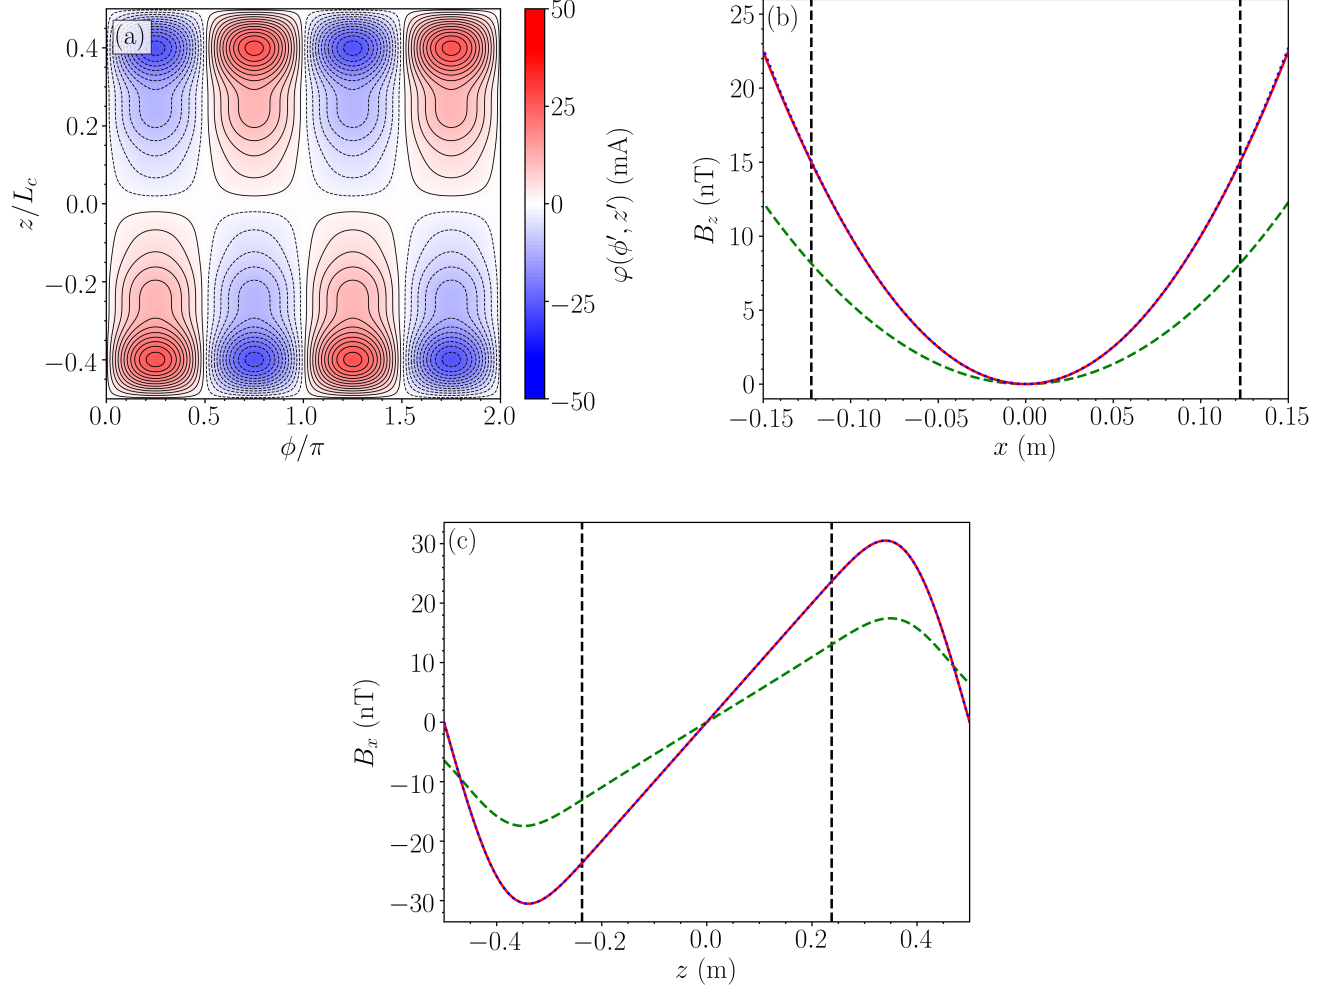 (a)
0.4
0.2
0.0
−0.2
−0.4
z/L_c
0.0 0.5 1.0 1.5 2.0
ϕ/π
50
25
0
−25
−50
φ(ϕ′, z′) (mA)
(b)
25
20
15
10
5
0
B_z (nT)
−0.15 −0.10 −0.05 0.00 0.05 0.10 0.15
x (m)
(c)
30
20
10
0
−10
−20
−30
B_x (nT)
−0.4 −0.2 0.0 0.2 0.4
z (m)